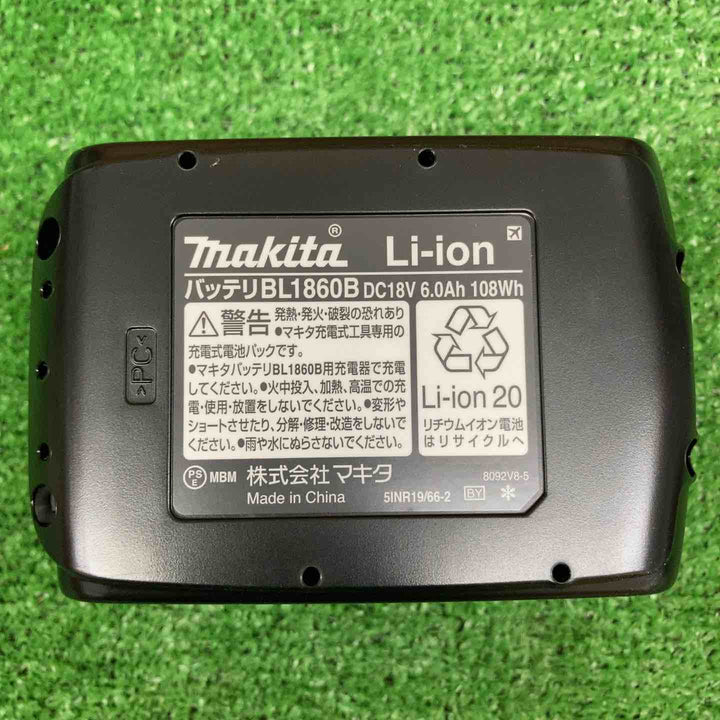 makita® Li-ion
バッテリBL1860B DC18V 6.0Ah 108Wh
警告 発熱・発火・破裂の恐れあり
●マキタ充電式工具専用の
充電式電池パックです。
●マキタバッテリBL1860B用充電器で充電
してください。●火中投入、加熱、高温での充
電・使用・放置をしないでください。●変形や
ショートさせたり、分解・修理・改造をしないで
ください。●雨や水にぬらさないでください。
Li-ion 20
リチウムイオン電池
はリサイクルへ
PSE MBM 株式会社マキタ
8092V8-5
Made in China
5INR19/66-2 BY
>PC<